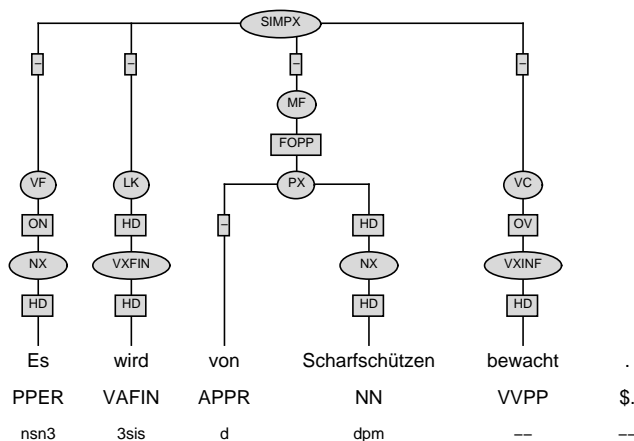 SIMPX
– – – –
MF
FOPP
VF LK PX VC
ON HD – HD OV
NX VXFIN NX VXINF
HD HD HD HD
Es wird von Scharfschützen bewacht .
PPER VAFIN APPR NN VVPP $.
nsn3 3sis d dpm –– ––